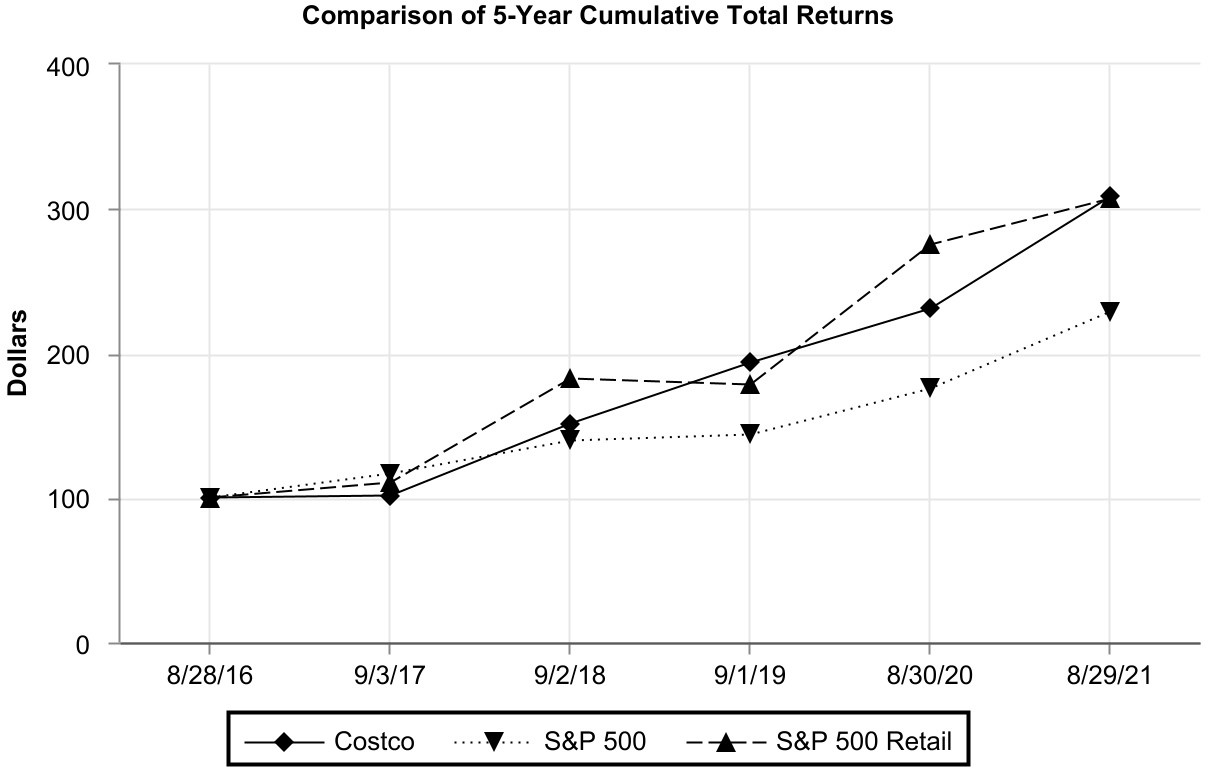 Comparison of 5-Year Cumulative Total Returns
400
300
200
100
0
Dollars
8/28/16 9/3/17 9/2/18 9/1/19 8/30/20 8/29/21
Costco S&P 500 S&P 500 Retail